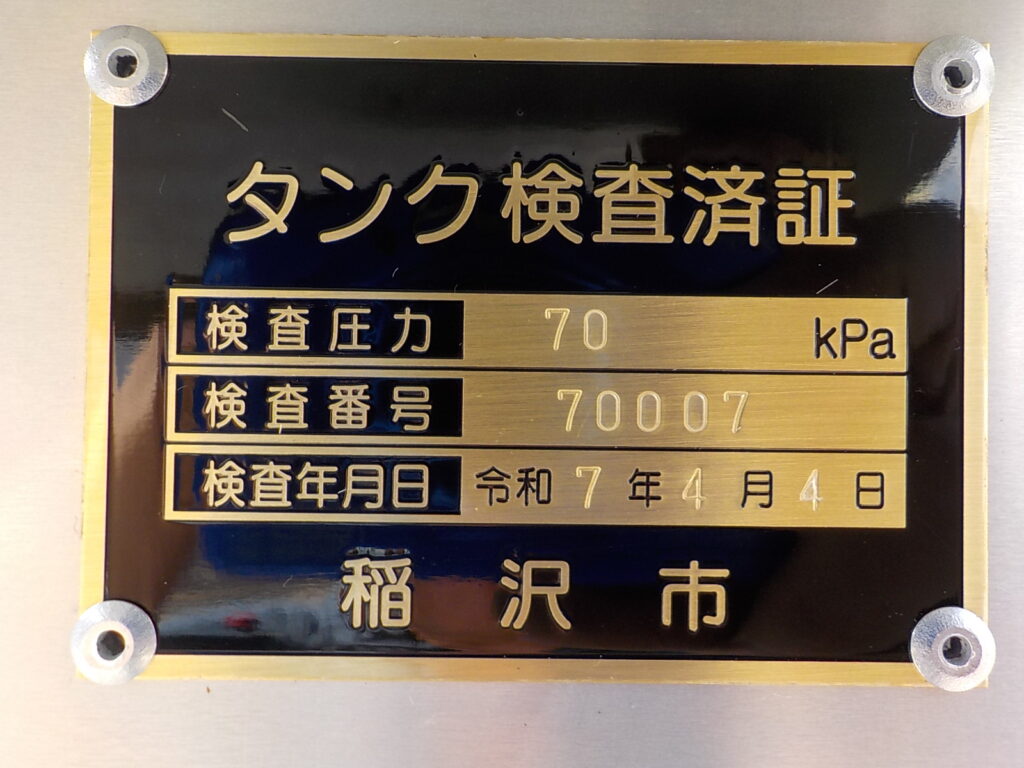 タンク検査済証
検査圧力 70 kPa
検査番号 70007
検査年月日 令和 7 年 4 月 4 日
稲沢市